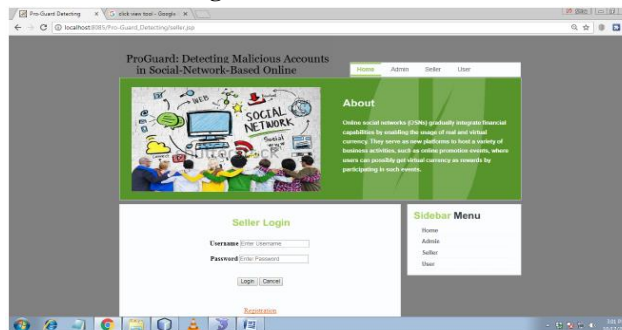 Pro-Guard Detecting
click view tool - Google
localhost:8085/Pro-Guard_Detecting/seller.jsp
ProGuard: Detecting Malicious Accounts
in Social-Network-Based Online
Home Admin Seller User
WEB
SOCIAL
NETWORK
Social
About
Online social networks (OSNs) gradually integrate financial
capabilities by enabling the usage of real and virtual
currency. They serve as new platforms to host a variety of
business activities, such as online promotion events, where
users can possibly get virtual currency as rewards by
participating in such events.
Seller Login
Username Enter Username
Password Enter Password
Login Cancel
Registration
Sidebar Menu
Home
Admin
Seller
User